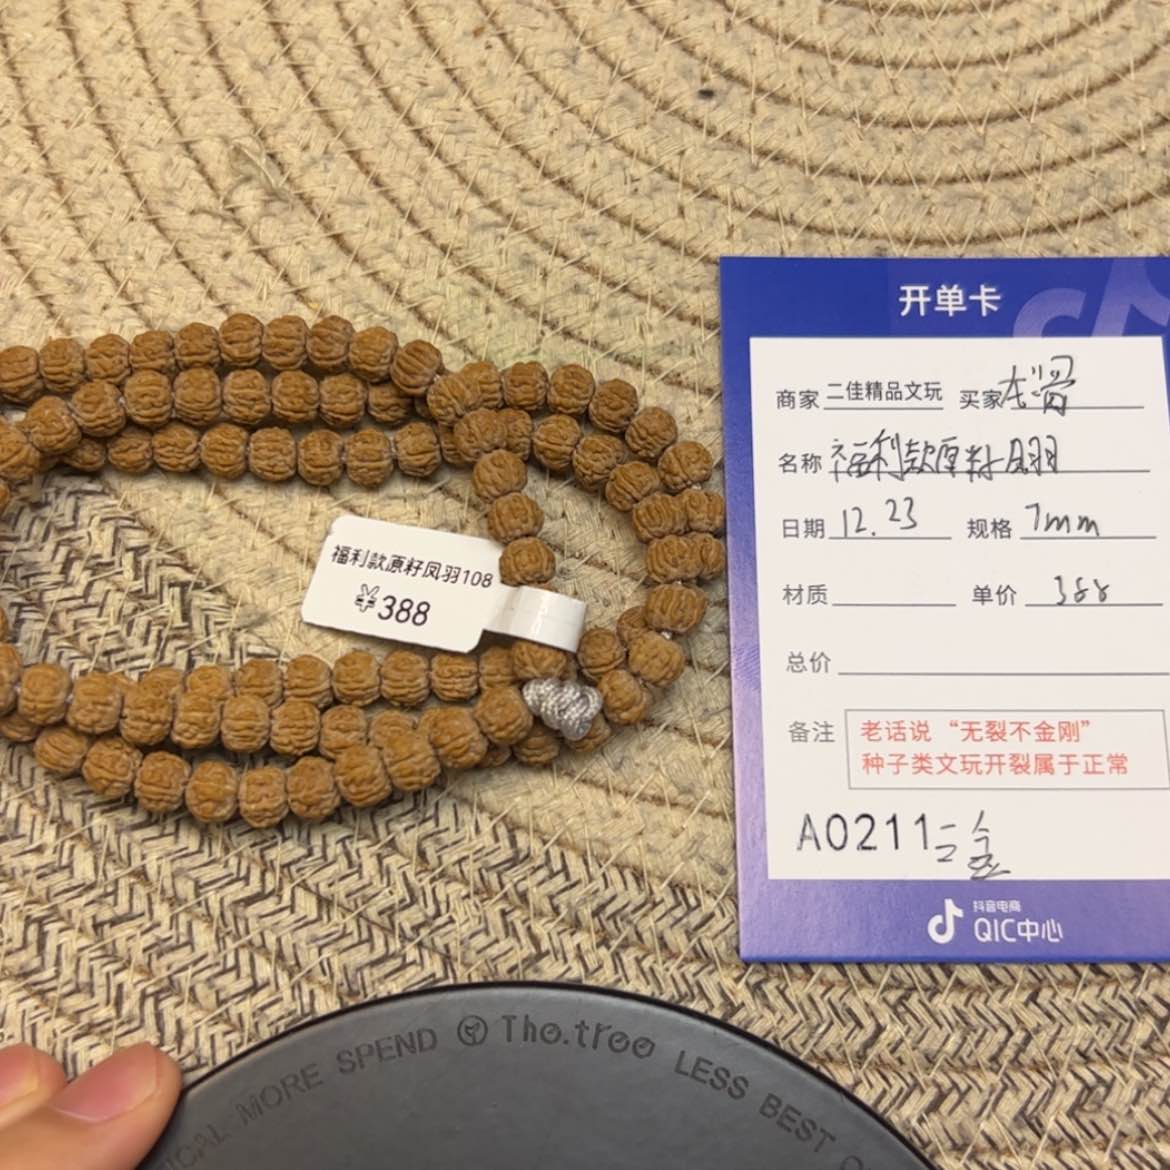 福利款原籽凤羽108
¥388
开单卡
商家 二佳精品文玩 买家
名称 福利款原籽凤羽
日期 12.23 规格 7mm
材质 单价 388
总价
备注 老话说“无裂不金刚”
种子类文玩开裂属于正常
A0211
抖音电商
QIC中心
MORE SPEND Tho.troo LESS BEST